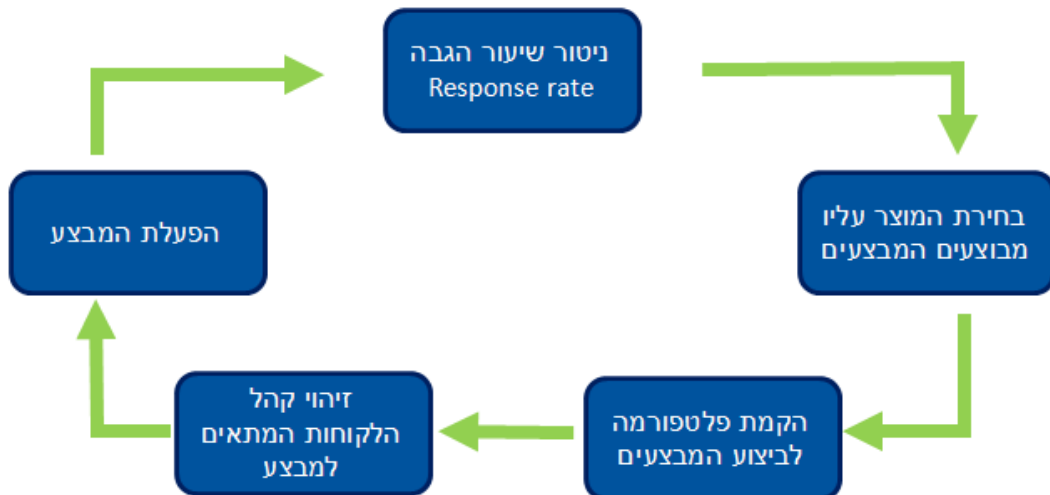 ניטור שיעור הגבה
Response rate
בחירת המוצר עליו
מבוצעים המבצעים
הקמת פלטפורמה
לביצוע המבצעים
זיהוי קהל
הלקוחות המתאים
למבצע
הפעלת המבצע